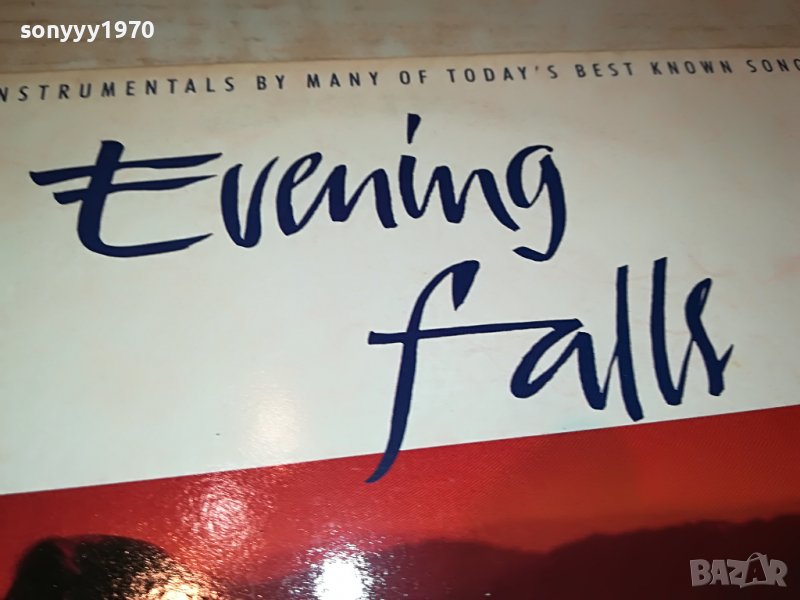 sonyyy1970
NSTRUMENTALS BY MANY OF TODAY'S BEST KNOWN SONG
Evening
falls
BAZAR